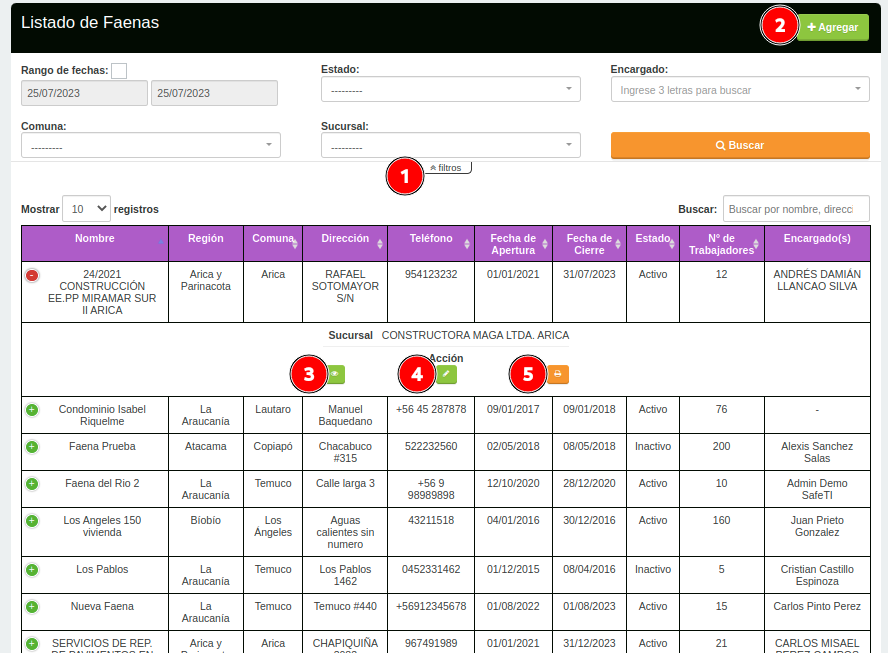 Listado de Faenas
2
Agregar
Rango de fechas:
25/07/2023 25/07/2023
Estado:
---------
Encargado:
Ingrese 3 letras para buscar
Comuna:
---------
Sucursal:
---------
Buscar
1
filtros
Mostrar 10 registros
Buscar: Buscar por nombre, direcci
Nombre Región Comuna Dirección Teléfono Fecha de Apertura Fecha de Cierre Estado Nº de Trabajadores Encargado(s)
24/2021 CONSTRUCCIÓN EE.PP MIRAMAR SUR II ARICA Arica y Parinacota Arica RAFAEL SOTOMAYOR S/N 954123232 01/01/2021 31/07/2023 Activo 12 ANDRÉS DAMIÁN LLANCAO SILVA
Sucursal CONSTRUCTORA MAGA LTDA. ARICA
Acción
3 4 5
Condominio Isabel Riquelme La Araucanía Lautaro Manuel Baquedano +56 45 287878 09/01/2017 09/01/2018 Activo 76 -
Faena Prueba Atacama Copiapó Chacabuco #315 522232560 02/05/2018 08/05/2018 Inactivo 200 Alexis Sanchez Salas
Faena del Rio 2 La Araucanía Temuco Calle larga 3 +56 9 98989898 12/10/2020 28/12/2020 Activo 10 Admin Demo SafeTI
Los Angeles 150 vivienda Bíobío Los Ángeles Aguas calientes sin numero 43211518 04/01/2016 30/12/2016 Activo 160 Juan Prieto Gonzalez
Los Pablos La Araucanía Temuco Los Pablos 1462 0452331462 01/12/2015 08/04/2016 Inactivo 5 Cristian Castillo Espinoza
Nueva Faena La Araucanía Temuco Temuco #440 +56912345678 01/08/2022 01/08/2023 Activo 15 Carlos Pinto Perez
SERVICIOS DE REP. Arica y Arica CHAPIQUIÑA 967491989 01/01/2021 31/12/2023 Activo 21 CARLOS MISAEL